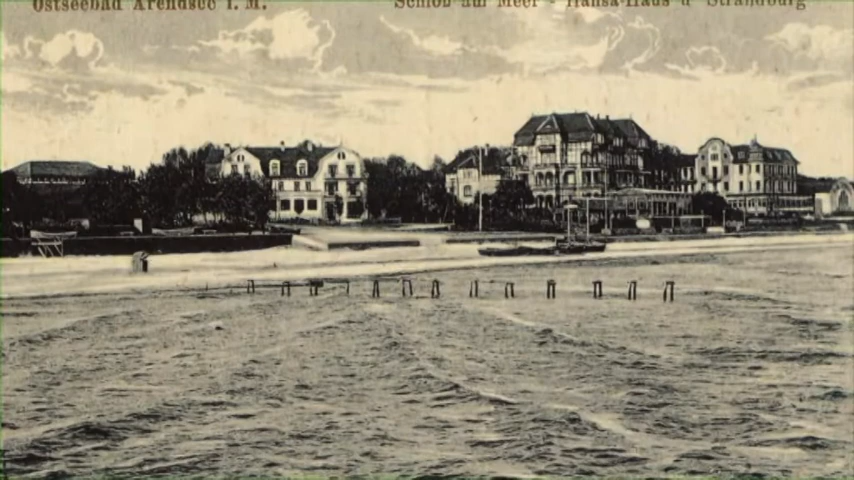 Ostseebad Arendsee i. M.
Schloß am Meer - Hansa-Haus u Strandburg